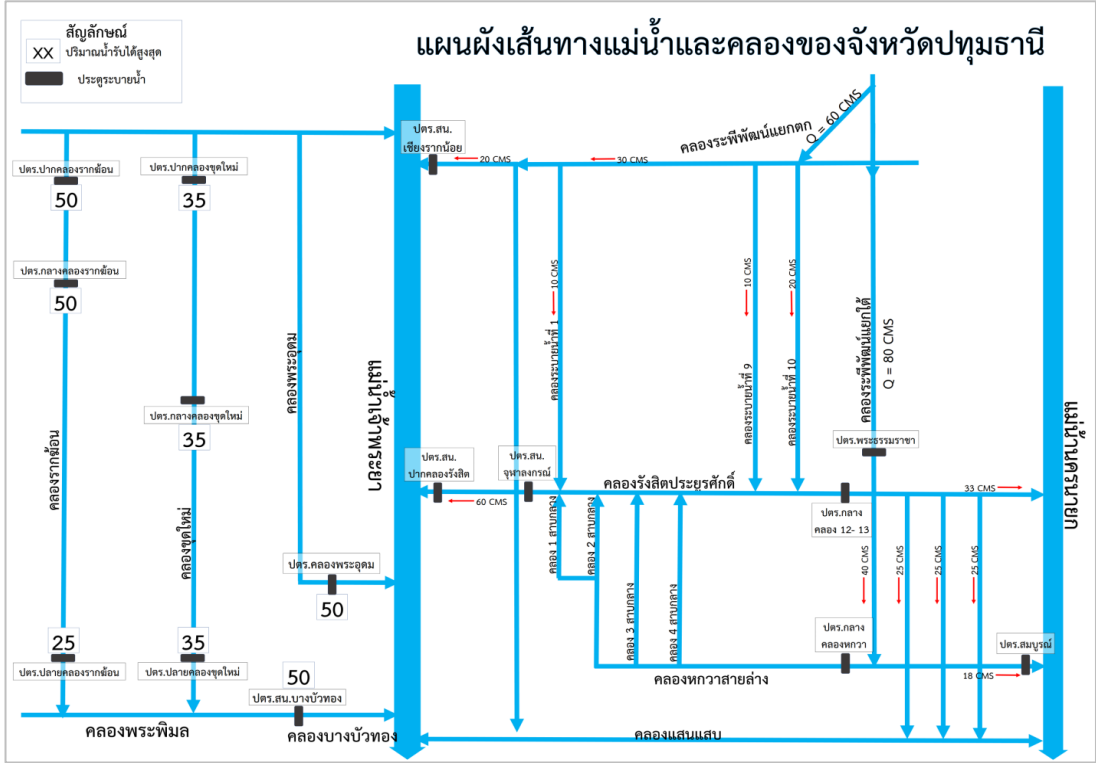 สัญลักษณ์
XX ปริมาณน้ำรับได้สูงสุด
ประตูระบายน้ำ
แผนผังเส้นทางแม่น้ำและคลองของจังหวัดปทุมธานี
ปตร.สน.
เชียงรากน้อย
20 CMS
30 CMS
คลองระพีพัฒน์แยกตก
Q = 60 CMS
ปตร.ปากคลองรากฆ้อน
50
ปตร.ปากคลองขุดใหม่
35
ปตร.กลางคลองรากฆ้อน
50
10 CMS
10 CMS
20 CMS
คลองระบายน้ำที่ 1
คลองระบายน้ำที่ 9
คลองระบายน้ำที่ 10
คลองระพีพัฒน์แยกใต้
Q = 80 CMS
คลองพระอุดม
แม่น้ำเจ้าพระยา
แม่น้ำนครนายก
ปตร.กลางคลองขุดใหม่
35
คลองรากฆ้อน
คลองขุดใหม่
ปตร.พระธรรมราชา
ปตร.สน.
ปากคลองรังสิต
ปตร.สน.
จุฬาลงกรณ์
60 CMS
คลองรังสิตประยูรศักดิ์
33 CMS
ปตร.กลาง
คลอง 12- 13
คลอง 1 สาบกลวง
คลอง 2 สาบกลวง
คลอง 3 สาบกลาง
คลอง 4 สาบกลาง
40 CMS
25 CMS
25 CMS
25 CMS
ปตร.คลองพระอุดม
50
25
ปตร.ปลายคลองรากฆ้อน
35
ปตร.ปลายคลองขุดใหม่
50
ปตร.สน.บางบัวทอง
ปตร.กลาง
คลองหกวา
ปตร.สมบูรณ์
18 CMS
คลองหกวาสายล่าง
คลองพระพิมล
คลองบางบัวทอง
คลองแสนแสบ